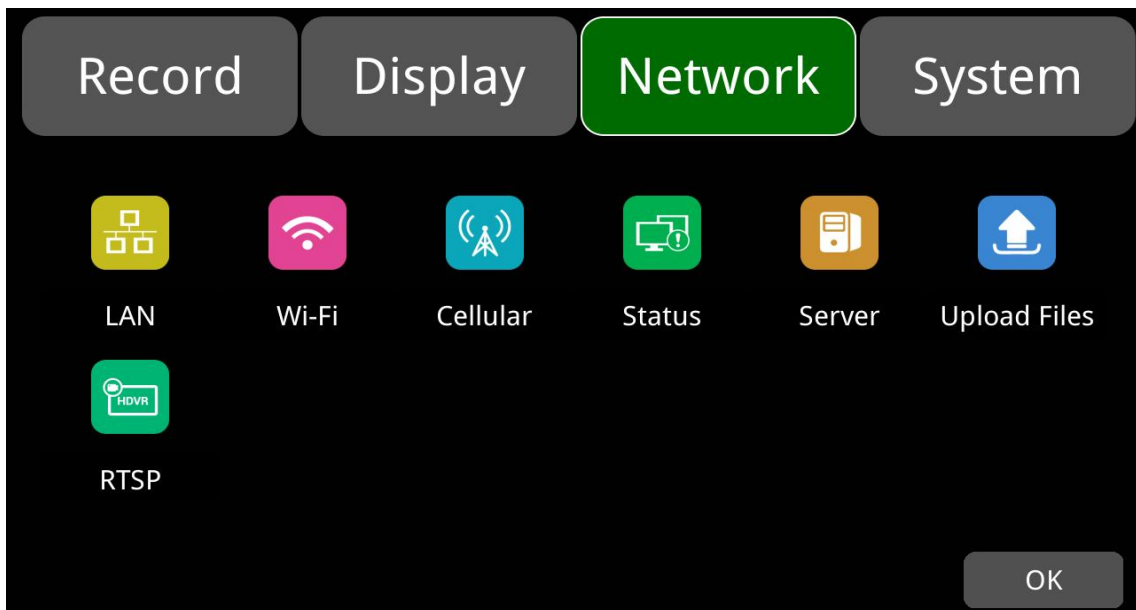 Record Display Network System
LAN Wi-Fi Cellular Status Server Upload Files
HDVR
RTSP
OK